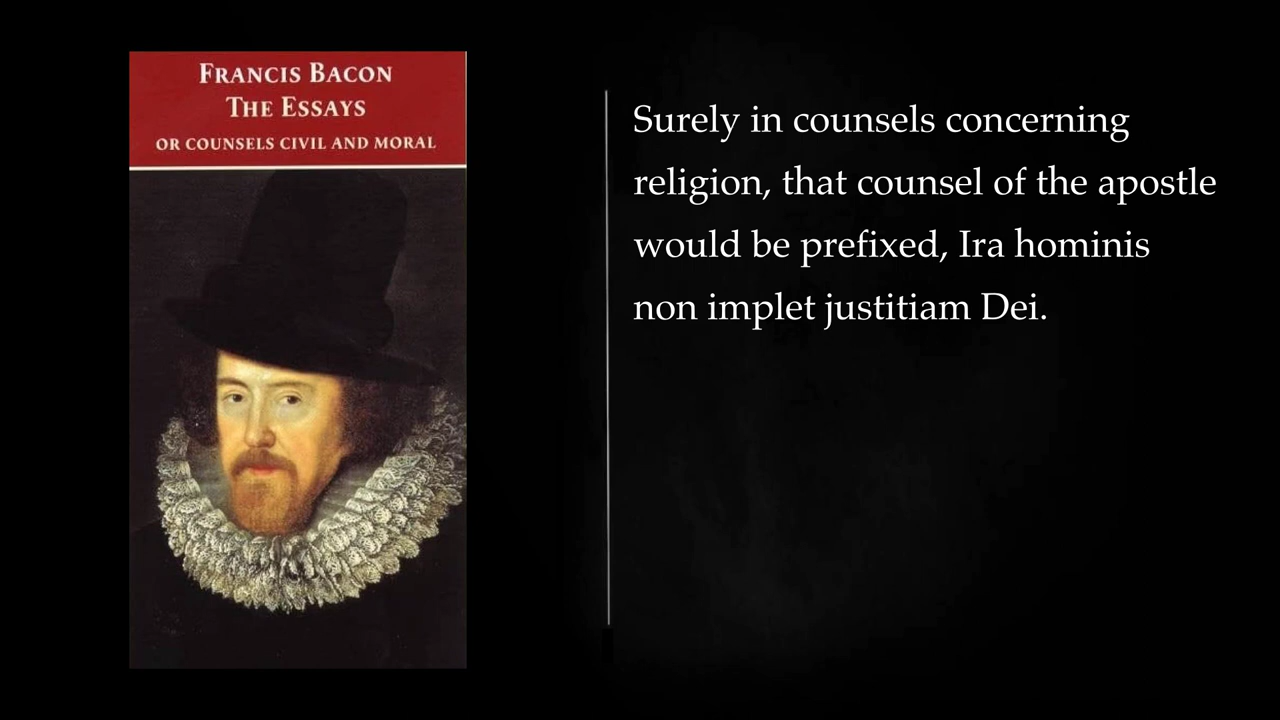 FRANCIS BACON
THE ESSAYS
OR COUNSELS CIVIL AND MORAL
Surely in counsels concerning
religion, that counsel of the apostle
would be prefixed, Ira hominis
non implet justitiam Dei.